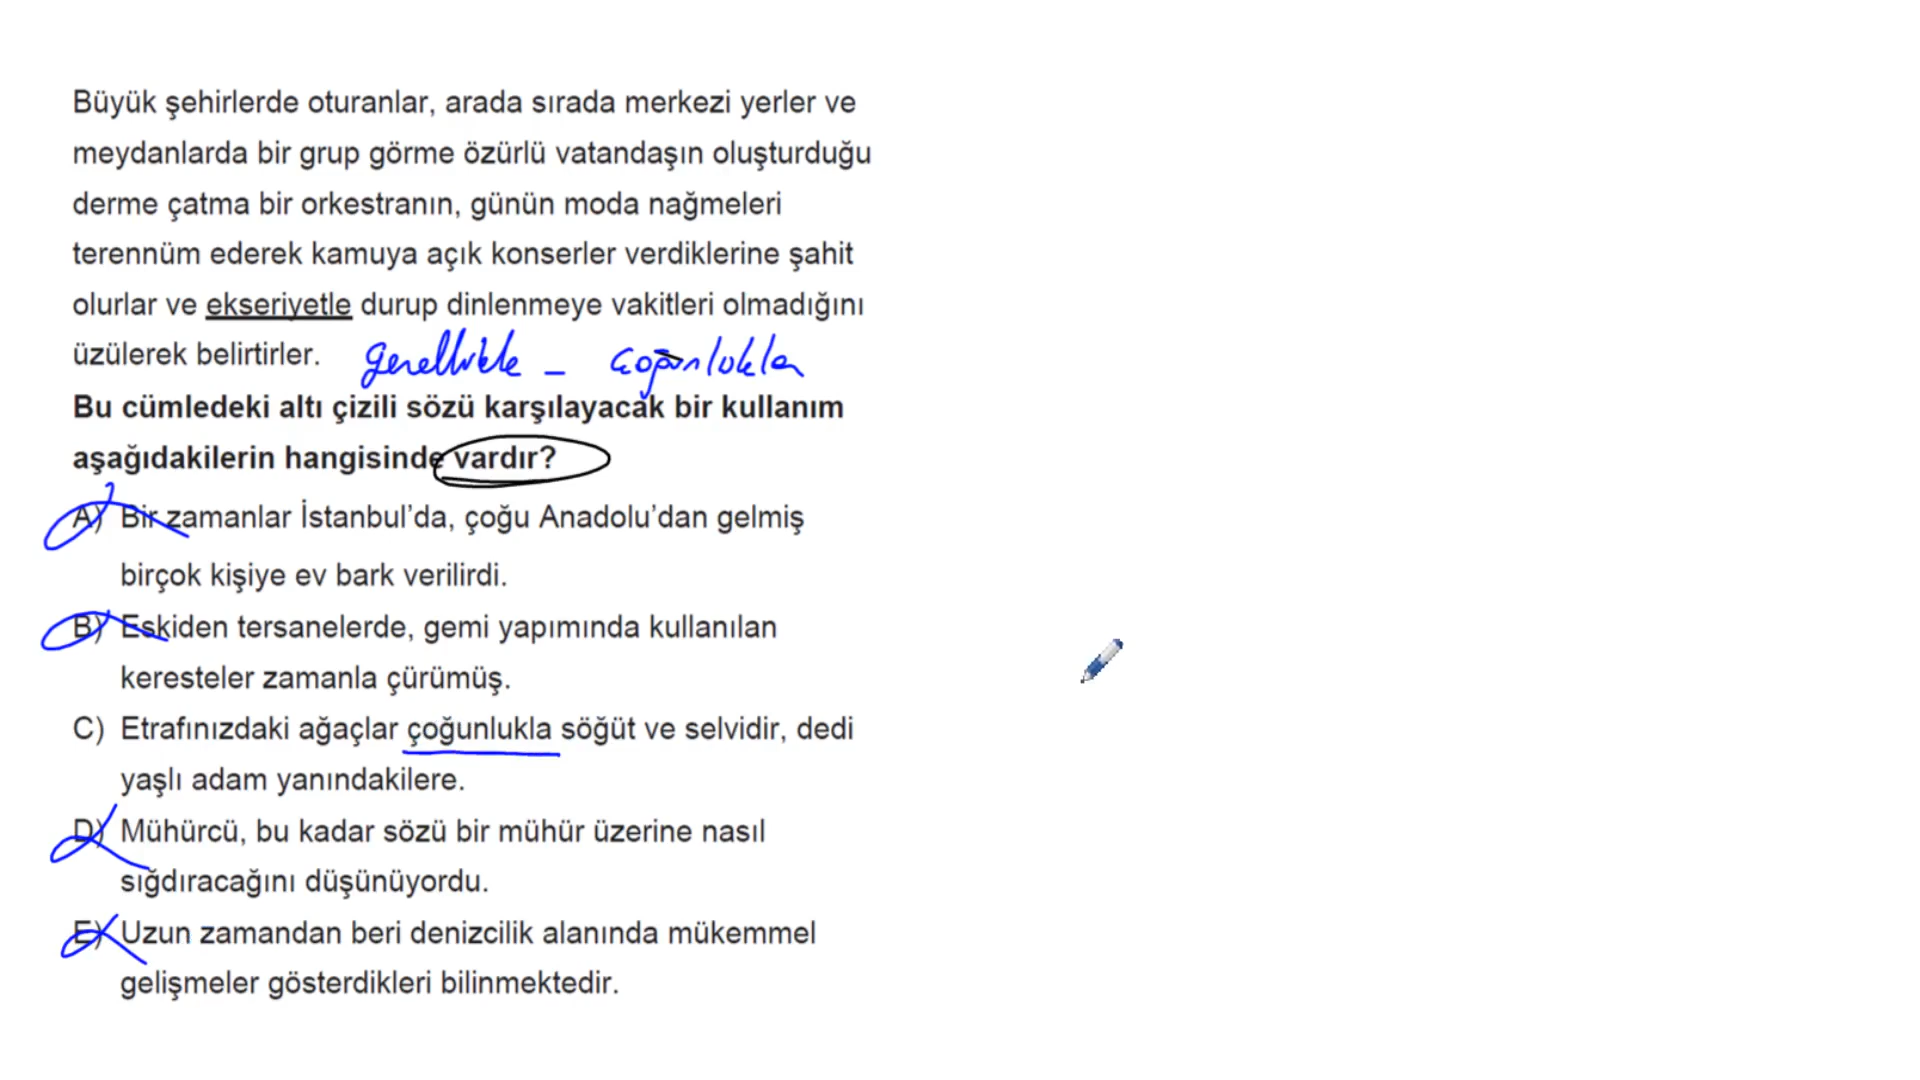 Büyük şehirlerde oturanlar, arada sırada merkezi yerler ve
meydanlarda bir grup görme özürlü vatandaşın oluşturduğu
derme çatma bir orkestranın, günün moda nağmeleri
terennüm ederek kamuya açık konserler verdiklerine şahit
olurlar ve ekseriyetle durup dinlenmeye vakitleri olmadığını
üzülerek belirtirler.
genellikle - çoğunlukla
Bu cümledeki altı çizili sözü karşılayacak bir kullanım
aşağıdakilerin hangisinde vardır?
A) Bir zamanlar İstanbul’da, çoğu Anadolu’dan gelmiş
birçok kişiye ev bark verilirdi.
B) Eskiden tersanelerde, gemi yapımında kullanılan
keresteler zamanla çürümüş.
C) Etrafınızdaki ağaçlar çoğunlukla söğüt ve selvidir, dedi
yaşlı adam yanındakilere.
D) Mühürcü, bu kadar sözü bir mühür üzerine nasıl
sığdıracağını düşünüyordu.
E) Uzun zamandan beri denizcilik alanında mükemmel
gelişmeler gösterdikleri bilinmektedir.